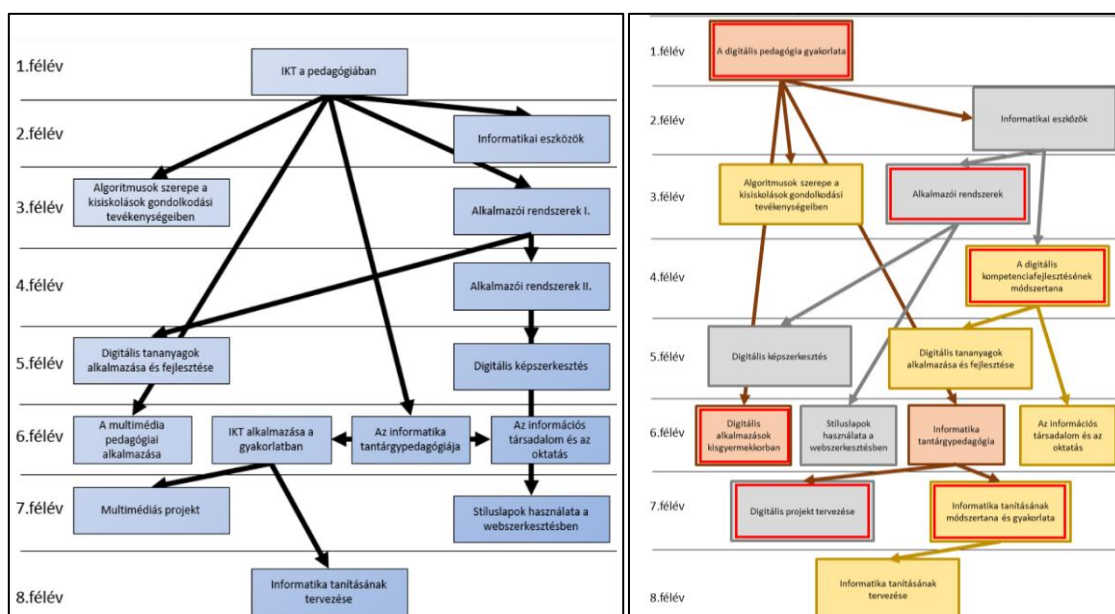 1.félév
IKT a pedagógiában
2.félév
Informatikai eszközök
3.félév
Algoritmusok szerepe a
kisiskolások gondolkodási
tevékenységeiben
Alkalmazói rendszerek I.
4.félév
Alkalmazói rendszerek II.
5.félév
Digitális tananyagok
alkalmazása és fejlesztése
Digitális képszerkesztés
6.félév
A multimédia
pedagógiai
alkalmazása
IKT alkalmazása a
gyakorlatban
Az informatika
tantárgypedagógiája
Az információs
társadalom és az
oktatás
7.félév
Multimédiás projekt
Stíluslapok használata a
webszerkesztésben
8.félév
Informatika tanításának
tervezése
1.félév
A digitális pedagógia gyakorlata
2.félév
Informatikai eszközök
3.félév
Algoritmusok szerepe a
kisiskolások gondolkodási
tevékenységeiben
Alkalmazói rendszerek
4.félév
A digitális
kompetenciafejlesztésének
módszertana
5.félév
Digitális képszerkesztés
Digitális tananyagok
alkalmazása és fejlesztése
6.félév
Digitális
alkalmazások
kisgyermekkorban
Stíluslapok
használata a
webszerkesztésben
Informatika
tantárgypedagógia
Az információs
társadalom és az
oktatás
7.félév
Digitális projekt tervezése
Informatika tanításának
módszertana és gyakorlata
8.félév
Informatika tanításának
tervezése